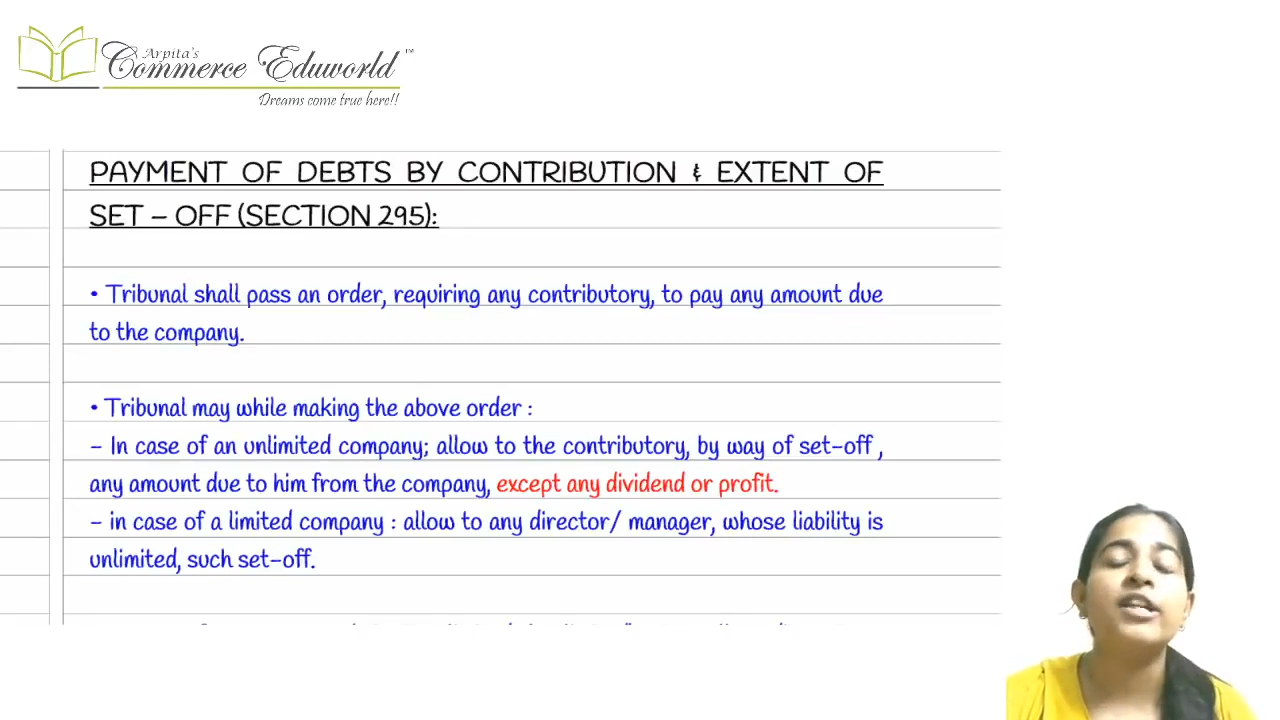 Arpita's
Commerce Eduworld™
Dreams come true here!!
PAYMENT OF DEBTS BY CONTRIBUTION & EXTENT OF
SET – OFF (SECTION 295):
• Tribunal shall pass an order, requiring any contributory, to pay any amount due
to the company.
• Tribunal may while making the above order :
– In case of an unlimited company; allow to the contributory, by way of set-off ,
any amount due to him from the company, except any dividend or profit.
– in case of a limited company : allow to any director/ manager, whose liability is
unlimited, such set-off.